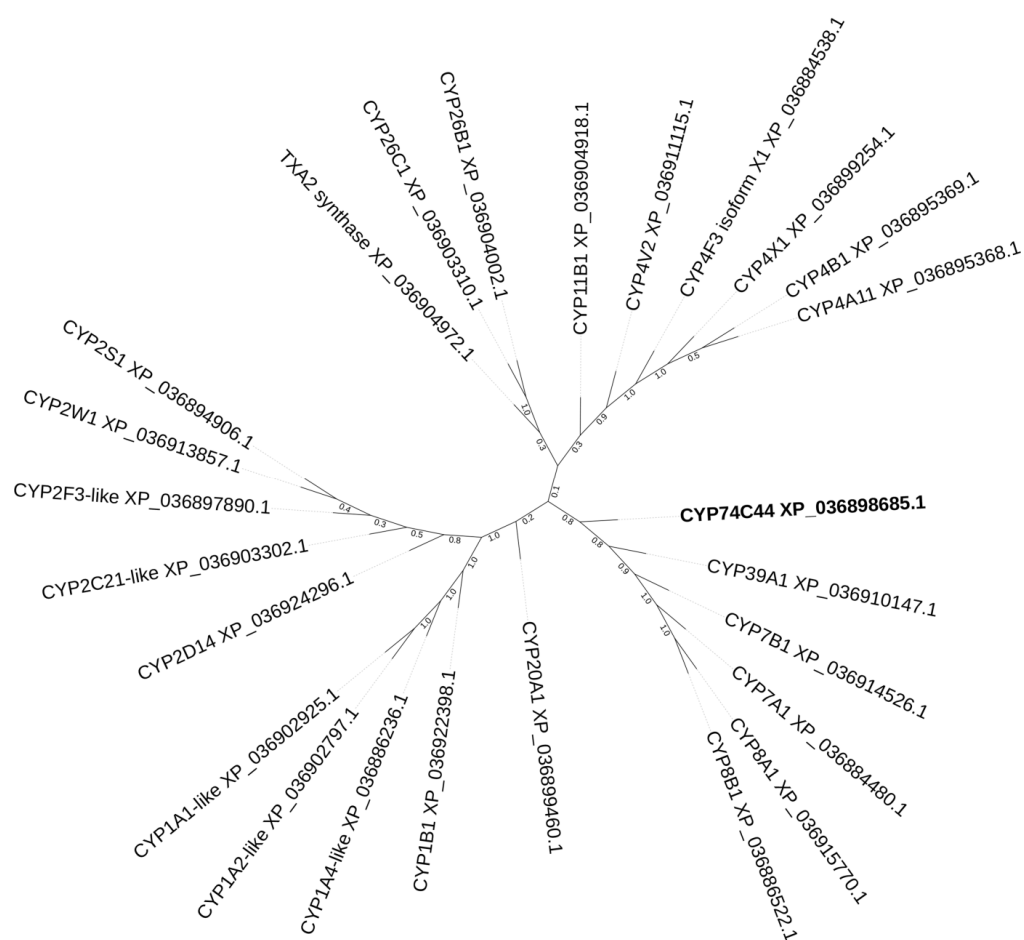 CYP26B1 XP_036904002.1
CYP26C1 XP_036903310.1
TXA2 synthase XP_036904972.1
CYP11B1 XP_036904918.1
CYP4V2 XP_036911115.1
CYP4F3 isoform X1 XP_036884538.1
CYP4X1 XP_036899254.1
CYP4B1 XP_036895369.1
CYP4A11 XP_036895368.1
1.0
0.3
0.3
0.9
1.0
1.0
0.5
CYP2S1 XP_036894906.1
CYP2W1 XP_036913857.1
CYP2F3-like XP_036897890.1
CYP2C21-like XP_036903302.1
CYP2D14 XP_036924296.1
0.4
0.3
0.5
0.8
1.0
0.2
0.1
CYP74C44 XP_036898685.1
CYP39A1 XP_036910147.1
CYP7B1 XP_036914526.1
CYP7A1 XP_036884480.1
CYP8A1 XP_036915770.1
CYP8B1 XP_036886522.1
0.8
0.8
0.9
1.0
1.0
1.0
1.0
1.0
CYP1A1-like XP_036902925.1
CYP1A2-like XP_036902797.1
CYP1A4-like XP_036886236.1
CYP1B1 XP_036922398.1
CYP20A1 XP_036899460.1